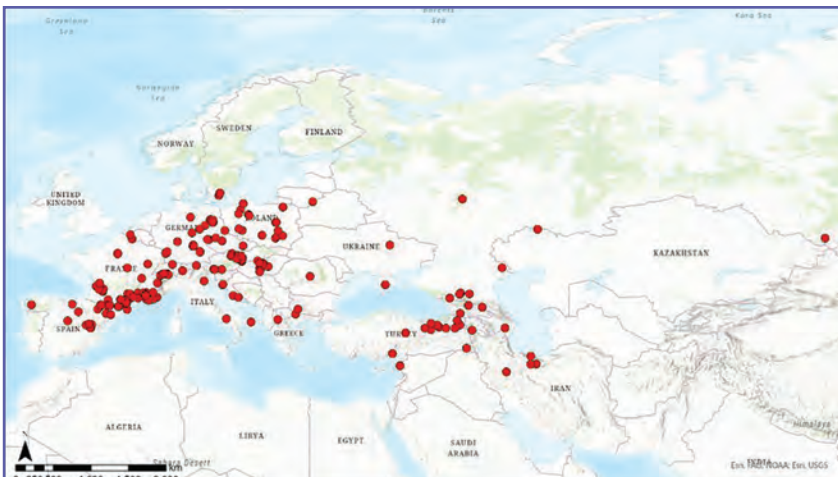 Greenland
Sea
Barents
Sea
Kara Sea
Norwegian
Sea
SWEDEN
NORWAY
FINLAND
UNITED
KINGDOM
POLAND
GERMANY
UKRAINE
KAZAKHSTAN
FRANCE
ITALY
SPAIN
GREECE
TURKEY
IRAN
ALGERIA
LIBYA
EGYPT
SAUDI
ARABIA
Himalaya
Sahara Desert
km
INDIA
Esri, FAO, NOAA; Esri, USGS